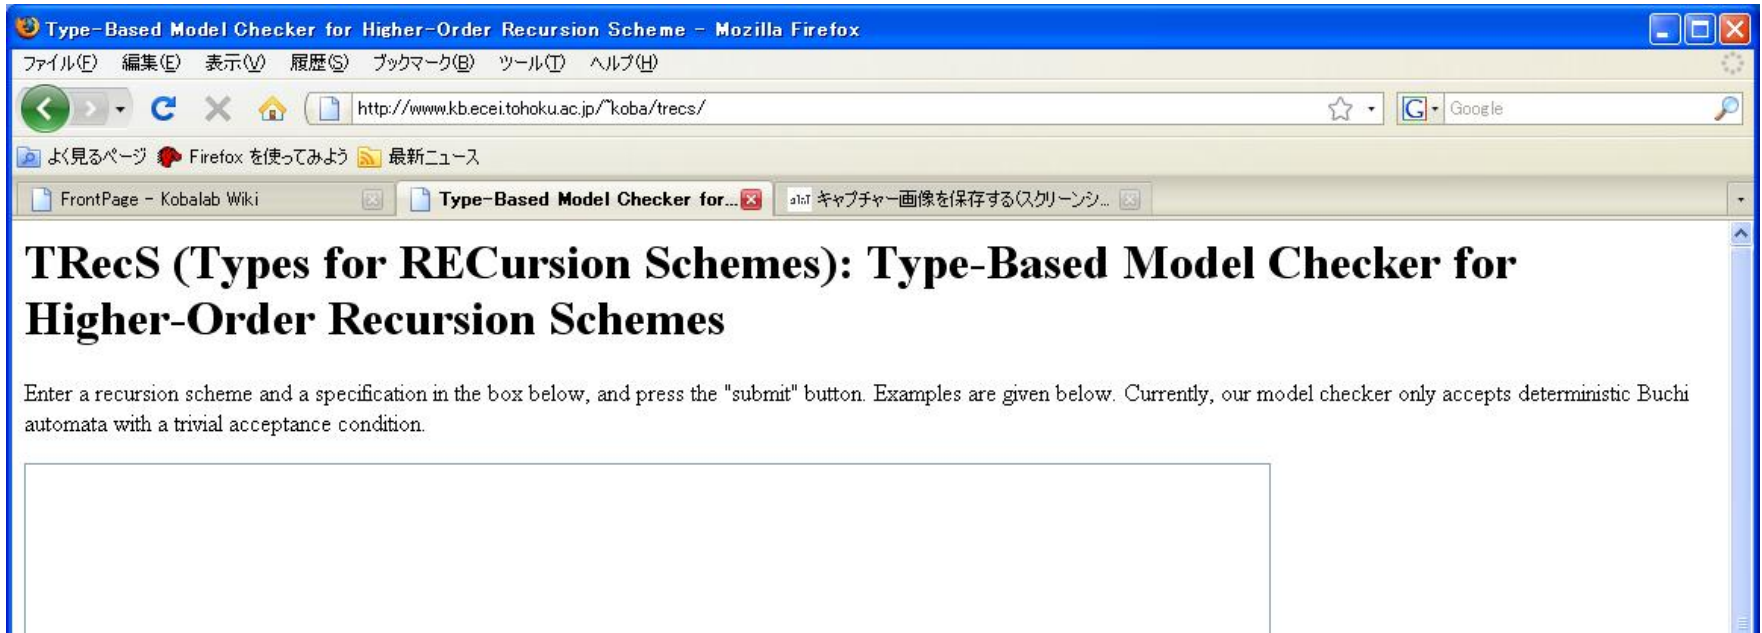 Type-Based Model Checker for Higher-Order Recursion Scheme - Mozilla Firefox
ファイル(F) 編集(E) 表示(V) 履歴(S) ブックマーク(B) ツール(T) ヘルプ(H)
http://www.kb.ecei.tohoku.ac.jp/~koba/trecs/ G Google
よく見るページ Firefox を使ってみよう 最新ニュース
FrontPage - Kobalab Wiki Type-Based Model Checker for... キャプチャー画像を保存する(スクリーンシ...
TRecS (Types for RECursion Schemes): Type-Based Model Checker for
Higher-Order Recursion Schemes
Enter a recursion scheme and a specification in the box below, and press the "submit" button. Examples are given below. Currently, our model checker only accepts deterministic Buchi
automata with a trivial acceptance condition.